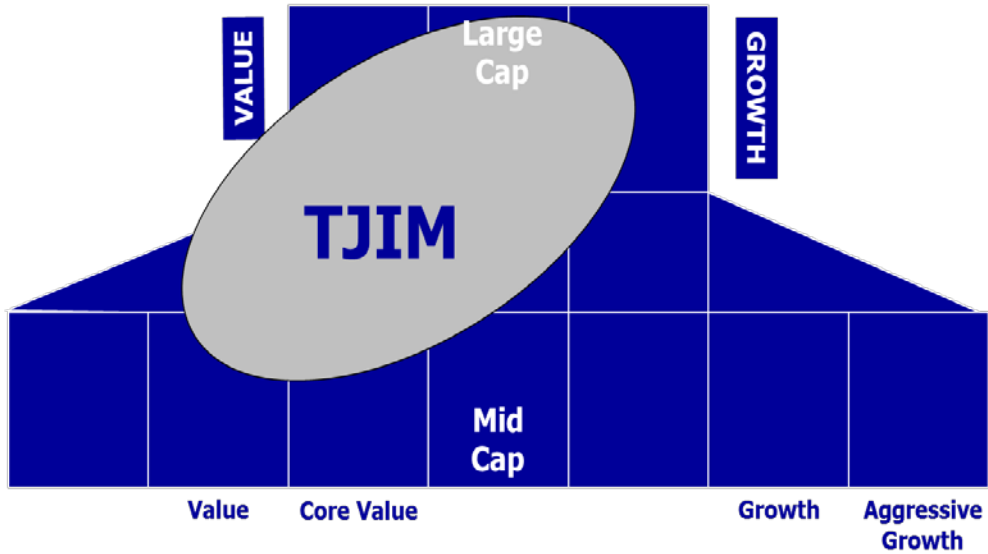 VALUE
Large
Cap
GROWTH
TJIM
Mid
Cap
Value
Core Value
Growth
Aggressive
Growth